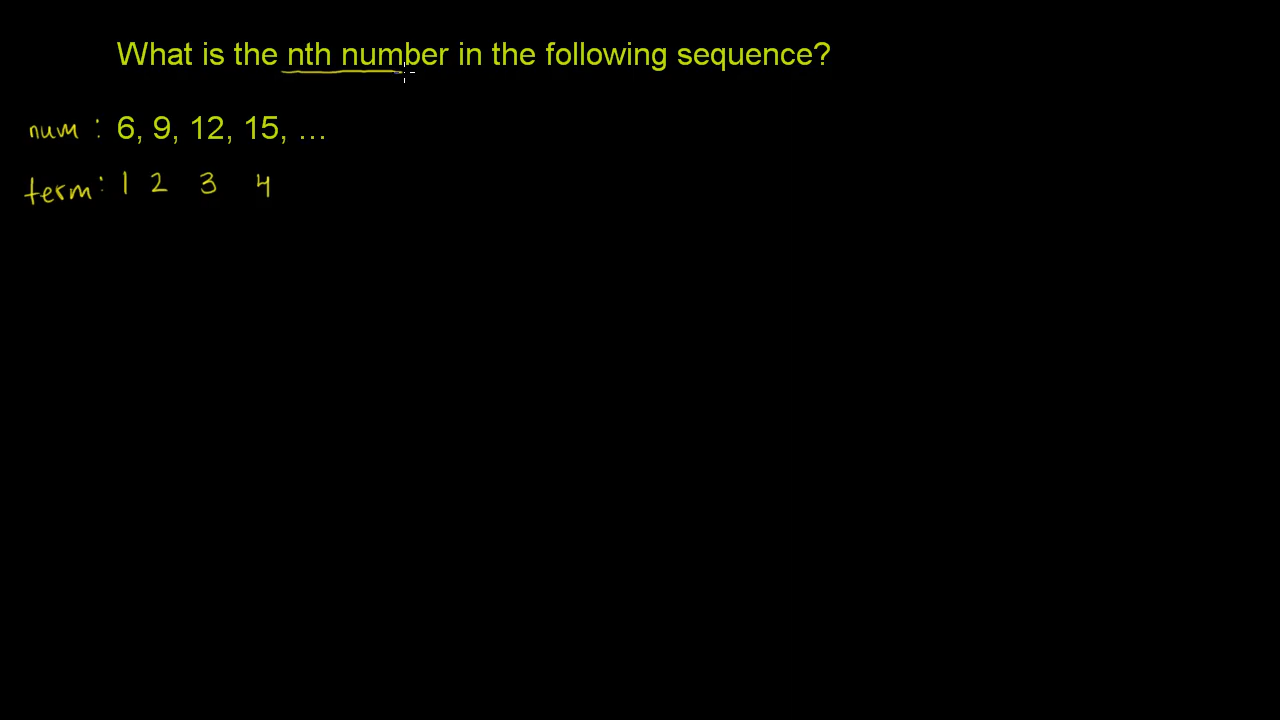 What is the nth number in the following sequence?
num : 6, 9, 12, 15, ...
term : 1 2 3 4